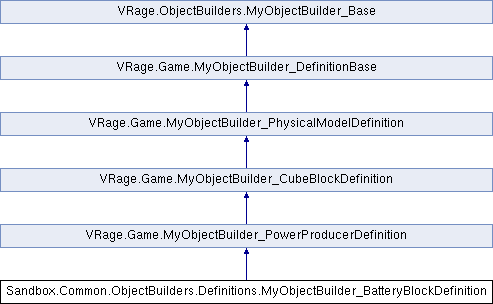 VRage.ObjectBuilders.MyObjectBuilder_Base
VRage.Game.MyObjectBuilder_DefinitionBase
VRage.Game.MyObjectBuilder_PhysicalModelDefinition
VRage.Game.MyObjectBuilder_CubeBlockDefinition
VRage.Game.MyObjectBuilder_PowerProducerDefinition
Sandbox.Common.ObjectBuilders.Definitions.MyObjectBuilder_BatteryBlockDefinition